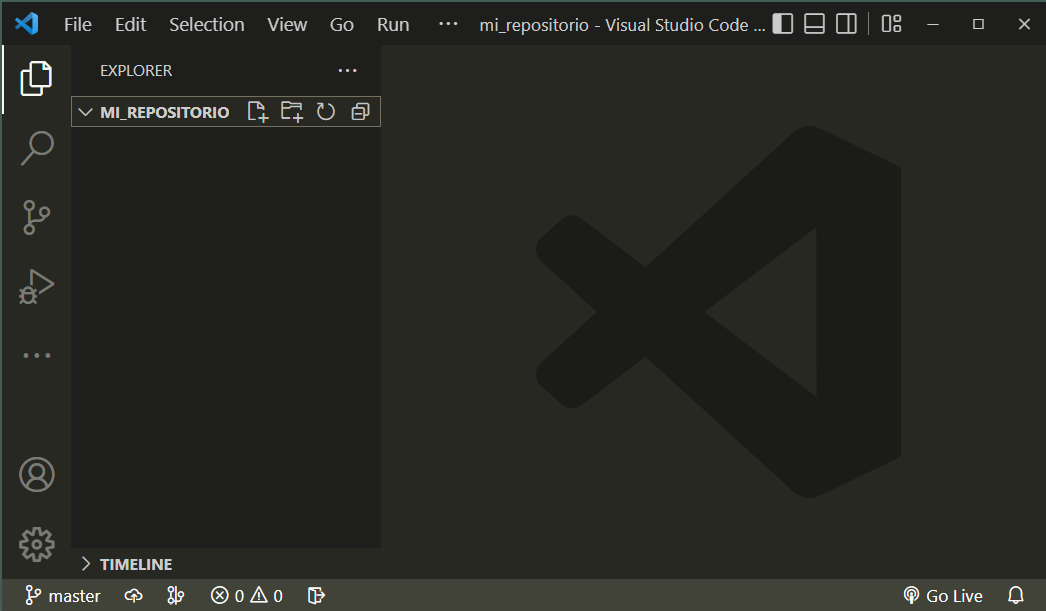 File Edit Selection View Go Run ··· mi_repositorio - Visual Studio Code ...
EXPLORER ···
MI_REPOSITORIO
TIMELINE
master 0 0 Go Live